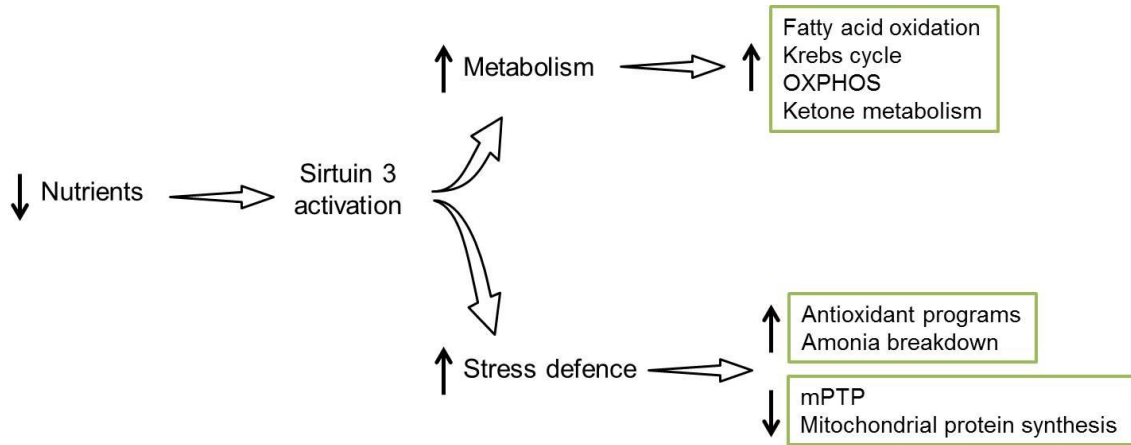 Nutrients
Sirtuin 3
activation
Metabolism
Fatty acid oxidation
Krebs cycle
OXPHOS
Ketone metabolism
Stress defence
Antioxidant programs
Amonia breakdown
mPTP
Mitochondrial protein synthesis